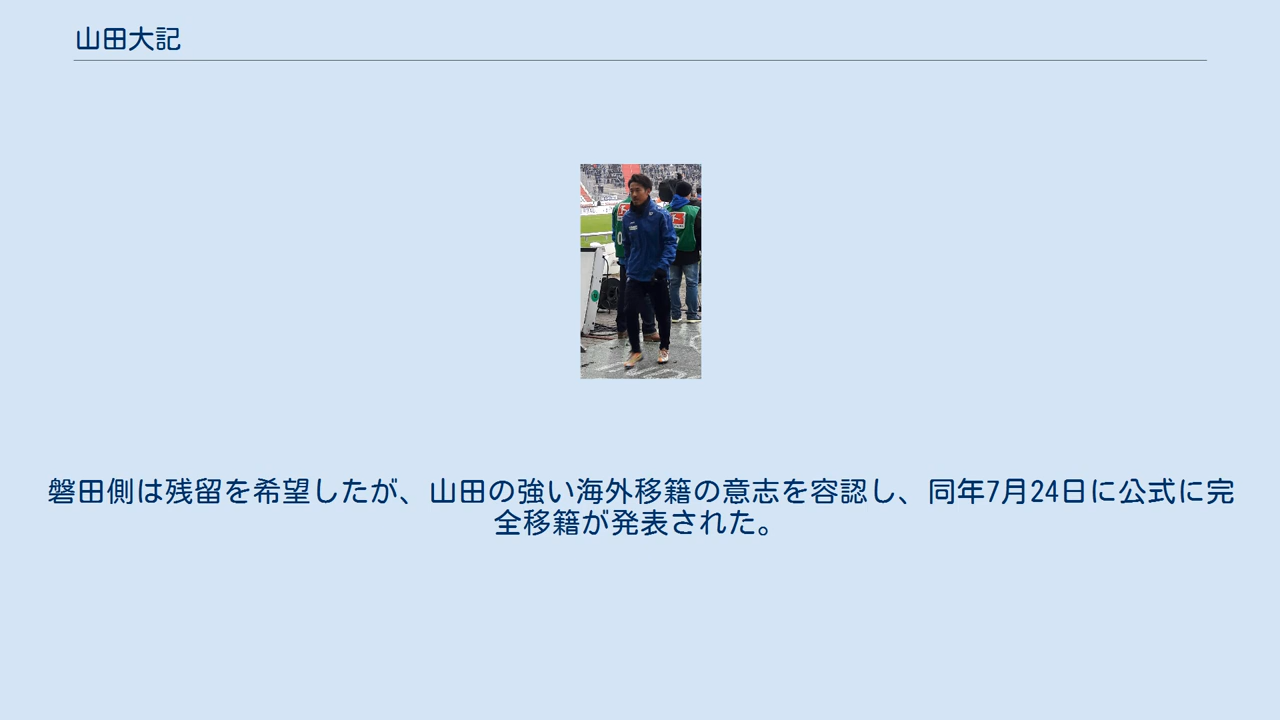 山田大記
磐田側は残留を希望したが、山田の強い海外移籍の意志を容認し、同年7月24日に公式に完
全移籍が発表された。